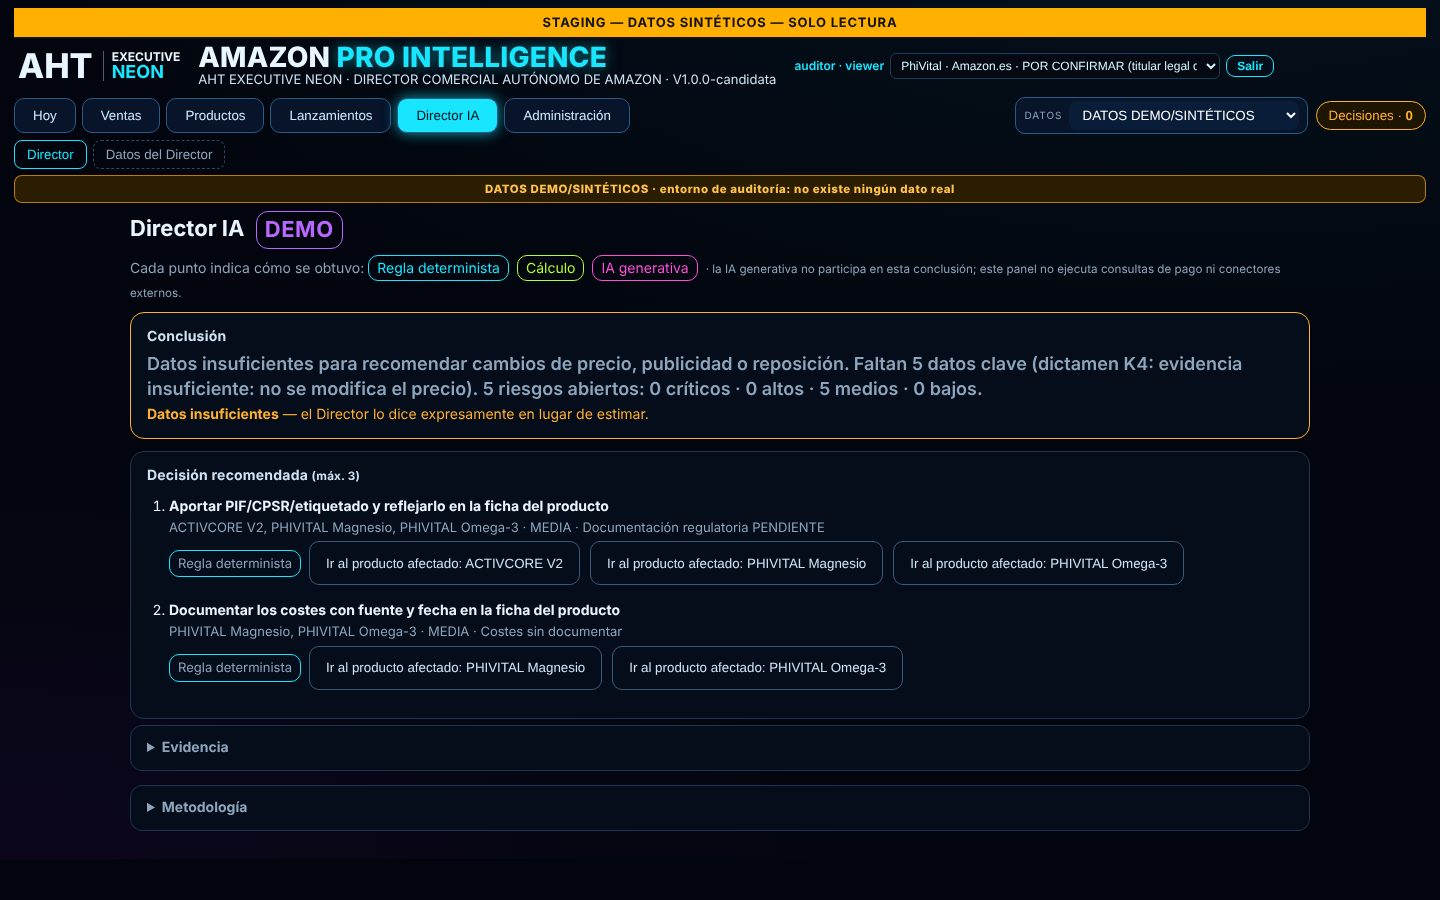 STAGING — DATOS SINTÉTICOS — SOLO LECTURA
AHT EXECUTIVE NEON
AMAZON PRO INTELLIGENCE
AHT EXECUTIVE NEON · DIRECTOR COMERCIAL AUTÓNOMO DE AMAZON · V1.0.0-candidata
auditor · viewer
PhiVital · Amazon.es · POR CONFIRMAR (titular legal
Salir
Hoy
Ventas
Productos
Lanzamientos
Director IA
Administración
DATOS DATOS DEMO/SINTÉTICOS
Decisiones · 0
Director
Datos del Director
DATOS DEMO/SINTÉTICOS · entorno de auditoría: no existe ningún dato real
Director IA DEMO
Cada punto indica cómo se obtuvo: Regla determinista Cálculo IA generativa · la IA generativa no participa en esta conclusión; este panel no ejecuta consultas de pago ni conectores
externos.
Conclusión
Datos insuficientes para recomendar cambios de precio, publicidad o reposición. Faltan 5 datos clave (dictamen K4: evidencia
insuficiente: no se modifica el precio). 5 riesgos abiertos: 0 críticos · 0 altos · 5 medios · 0 bajos.
Datos insuficientes — el Director lo dice expresamente en lugar de estimar.
Decisión recomendada (máx. 3)
1. Aportar PIF/CPSR/etiquetado y reflejarlo en la ficha del producto
ACTIVCORE V2, PHIVITAL Magnesio, PHIVITAL Omega-3 · MEDIA · Documentación regulatoria PENDIENTE
Regla determinista
Ir al producto afectado: ACTIVCORE V2
Ir al producto afectado: PHIVITAL Magnesio
Ir al producto afectado: PHIVITAL Omega-3
2. Documentar los costes con fuente y fecha en la ficha del producto
PHIVITAL Magnesio, PHIVITAL Omega-3 · MEDIA · Costes sin documentar
Regla determinista
Ir al producto afectado: PHIVITAL Magnesio
Ir al producto afectado: PHIVITAL Omega-3
▶ Evidencia
▶ Metodología